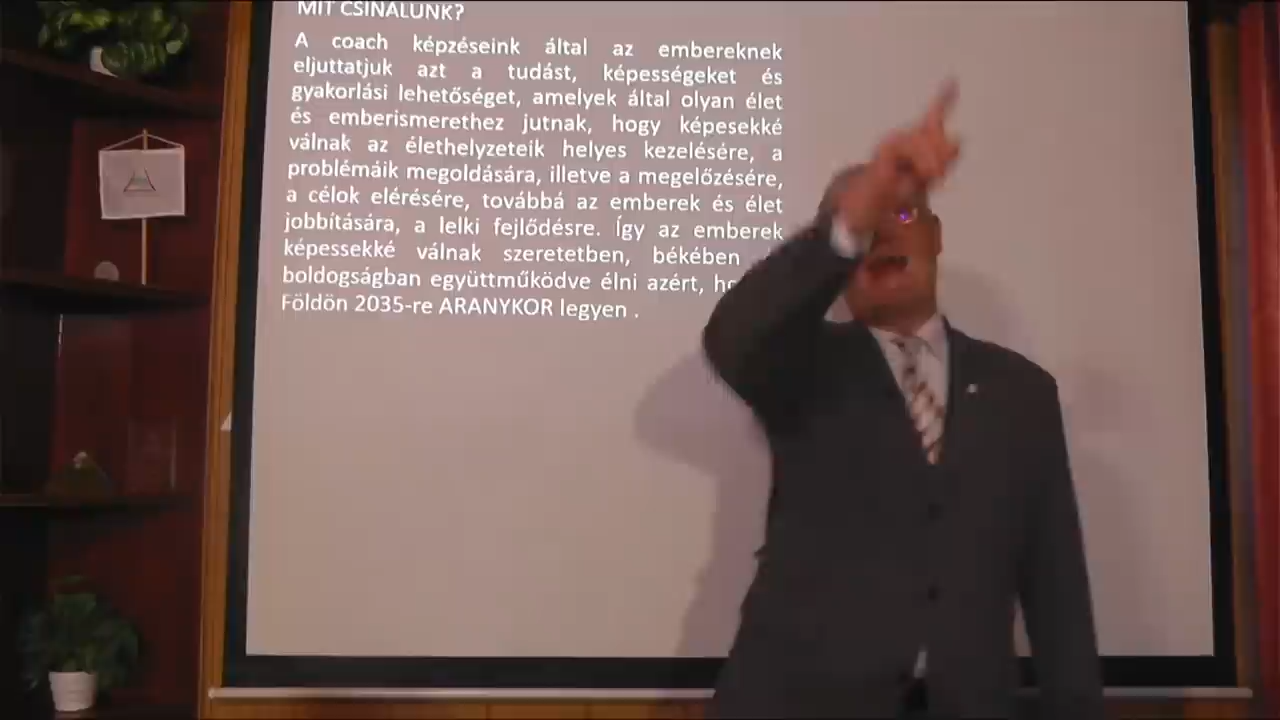 MIT CSINÁLUNK?
A coach képzéseink által az embereknek
eljuttatjuk azt a tudást, képességeket és
gyakorlási lehetőséget, amelyek által olyan élet
és emberismerethez jutnak, hogy képesekké
válnak az élethelyzeteik helyes kezelésére, a
problémáik megoldására, illetve a megelőzésére,
a célok elérésére, továbbá az emberek és élet
jobbítására, a lelki fejlődésre. Így az emberek
képessekké válnak szeretetben, békében
boldogságban együttműködve élni azért,
Földön 2035-re ARANYKOR legyen .